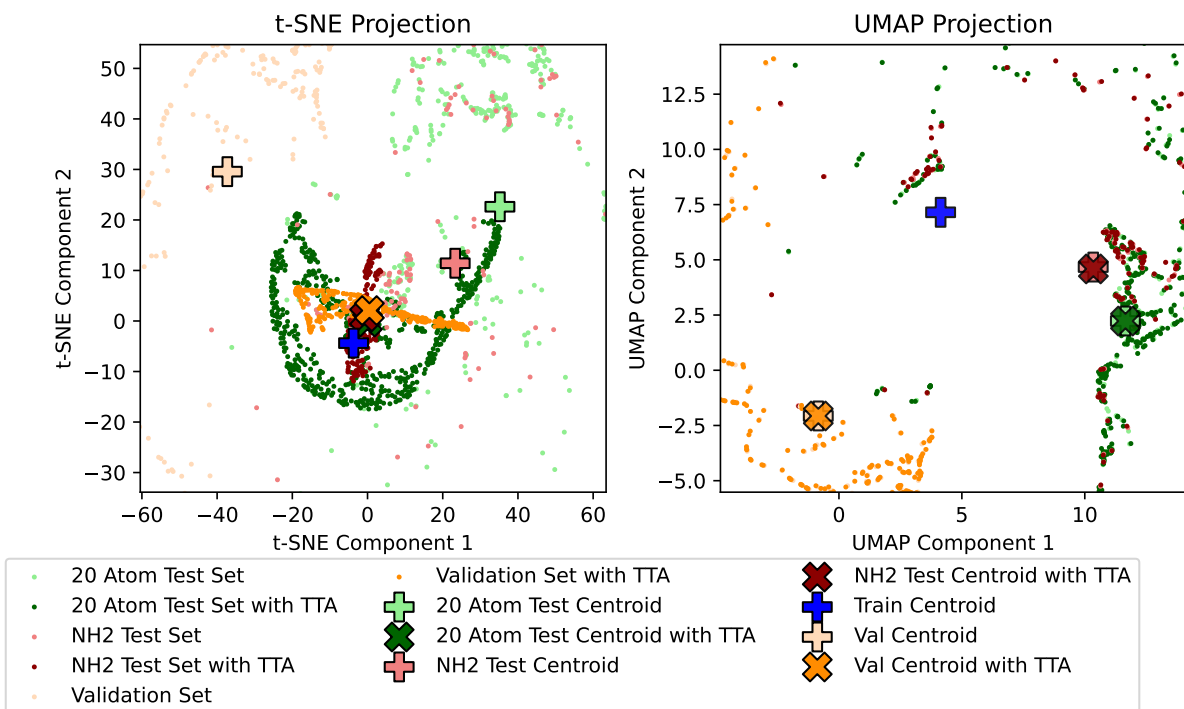 t-SNE Projection
UMAP Projection
t-SNE Component 2
50
40
30
20
10
0
−10
−20
−30
−60
−40
−20
0
20
40
60
t-SNE Component 1
UMAP Component 2
12.5
10.0
7.5
5.0
2.5
0.0
−2.5
−5.0
0
5
10
UMAP Component 1
20 Atom Test Set
20 Atom Test Set with TTA
NH2 Test Set
NH2 Test Set with TTA
Validation Set
Validation Set with TTA
20 Atom Test Centroid
20 Atom Test Centroid with TTA
NH2 Test Centroid
NH2 Test Centroid with TTA
Train Centroid
Val Centroid
Val Centroid with TTA